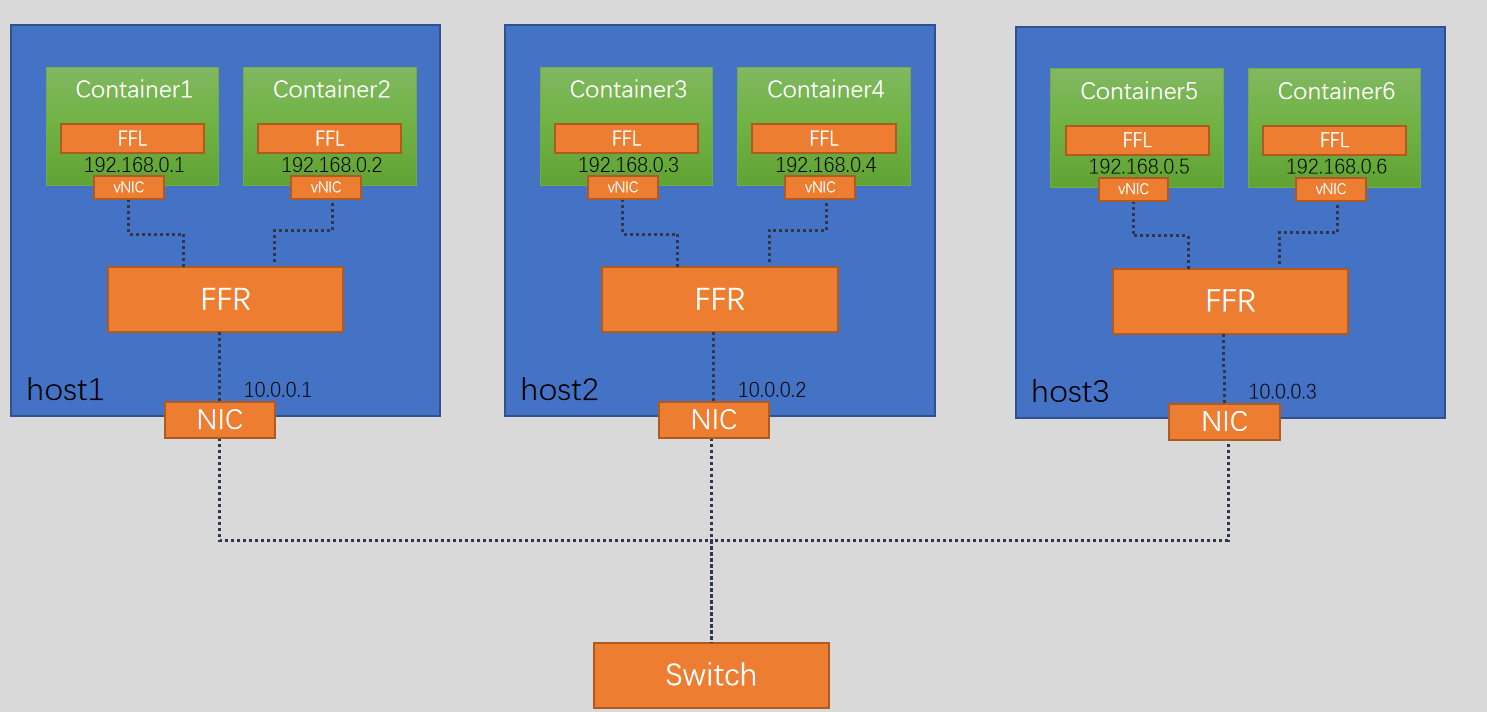 Container1
FFL
192.168.0.1
vNIC
Container2
FFL
192.168.0.2
vNIC
FFR
host1
10.0.0.1
NIC
Container3
FFL
192.168.0.3
vNIC
Container4
FFL
192.168.0.4
vNIC
FFR
host2
10.0.0.2
NIC
Container5
FFL
192.168.0.5
vNIC
Container6
FFL
192.168.0.6
vNIC
FFR
host3
10.0.0.3
NIC
Switch